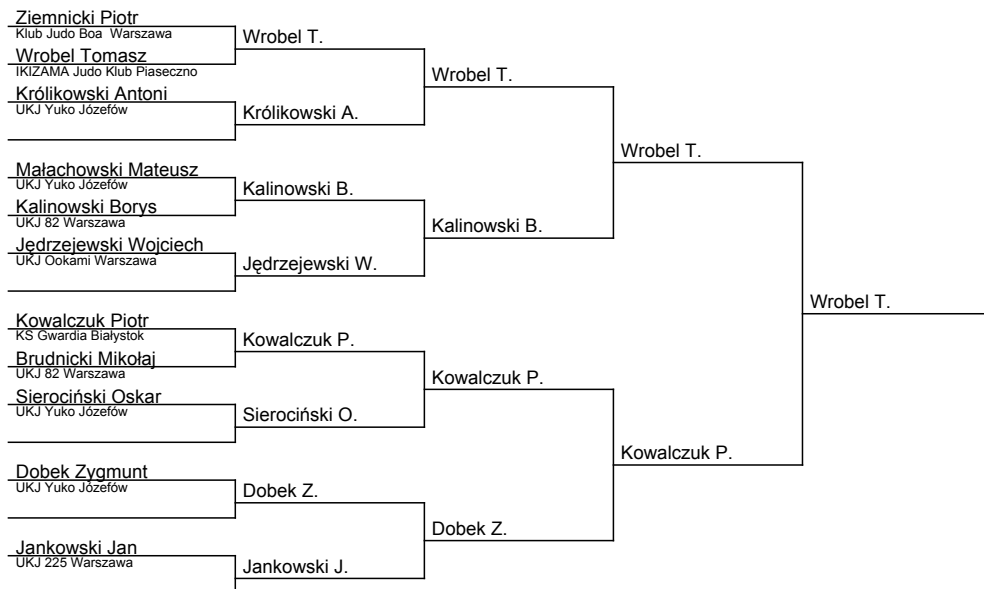 Ziemnicki Piotr
Klub Judo Boa Warszawa
Wrobel Tomasz
IKIZAMA Judo Klub Piaseczno
Królikowski Antoni
UKJ Yuko Józefów
Małachowski Mateusz
UKJ Yuko Józefów
Kalinowski Borys
UKJ 82 Warszawa
Jędrzejewski Wojciech
UKJ Ookami Warszawa
Kowalczuk Piotr
KS Gwardia Białystok
Brudnicki Mikołaj
UKJ 82 Warszawa
Sierociński Oskar
UKJ Yuko Józefów
Dobek Zygmunt
UKJ Yuko Józefów
Jankowski Jan
UKJ 225 Warszawa
Wrobel T.
Królikowski A.
Kalinowski B.
Jędrzejewski W.
Kowalczuk P.
Sierociński O.
Dobek Z.
Jankowski J.
Wrobel T.
Kalinowski B.
Kowalczuk P.
Dobek Z.
Wrobel T.
Kowalczuk P.
Wrobel T.